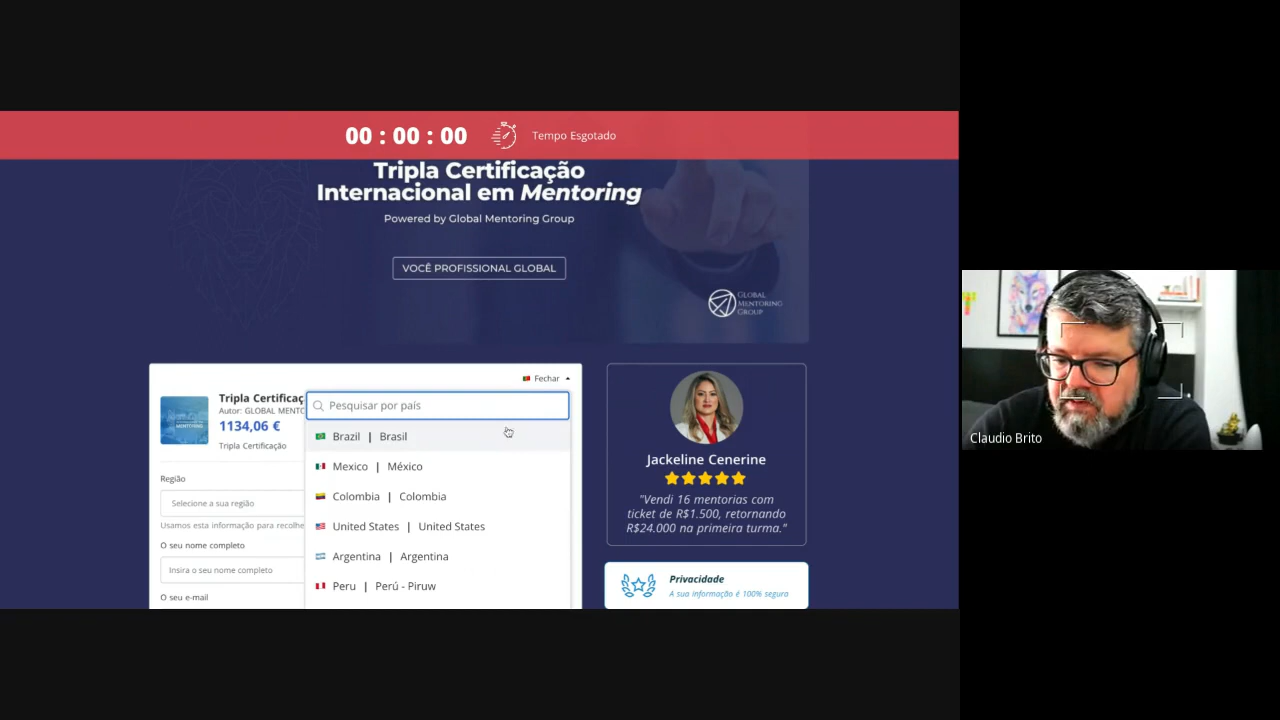 00 : 00 : 00
Tempo Esgotado
Tripla Certificação
Internacional em Mentoring
Powered by Global Mentoring Group
VOCÊ PROFISSIONAL GLOBAL
GLOBAL
MENTORING
GROUP
Fechar
Tripla Certificaç
Autor: GLOBAL MENTO
1134,06 €
Tripla Certificação
Região
Selecione a sua região
Usamos esta informação para recolhe
O seu nome completo
Insira o seu nome completo
O seu e-mail
Pesquisar por país
Brazil | Brasil
Mexico | México
Colombia | Colombia
United States | United States
Argentina | Argentina
Peru | Perú - Piruw
Jackeline Cenerine
"Vendi 16 mentorias com
ticket de R$1.500, retornando
R$24.000 na primeira turma."
Privacidade
A sua informação é 100% segura
Claudio Brito